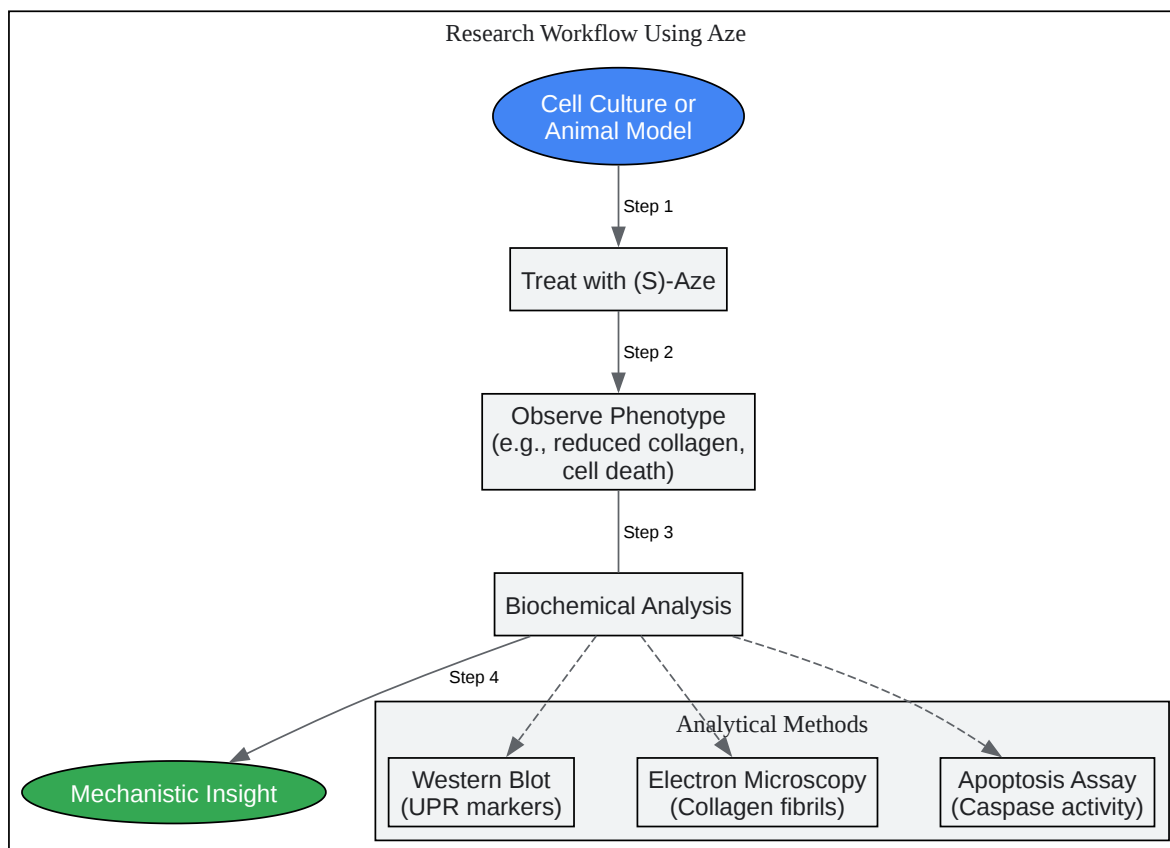 Research Workflow Using Aze
Cell Culture or
Animal Model
Step 1
Treat with (S)-Aze
Step 2
Observe Phenotype
(e.g., reduced collagen,
cell death)
Step 3
Biochemical Analysis
Step 4
Analytical Methods
Mechanistic Insight
Western Blot
(UPR markers)
Electron Microscopy
(Collagen fibrils)
Apoptosis Assay
(Caspase activity)